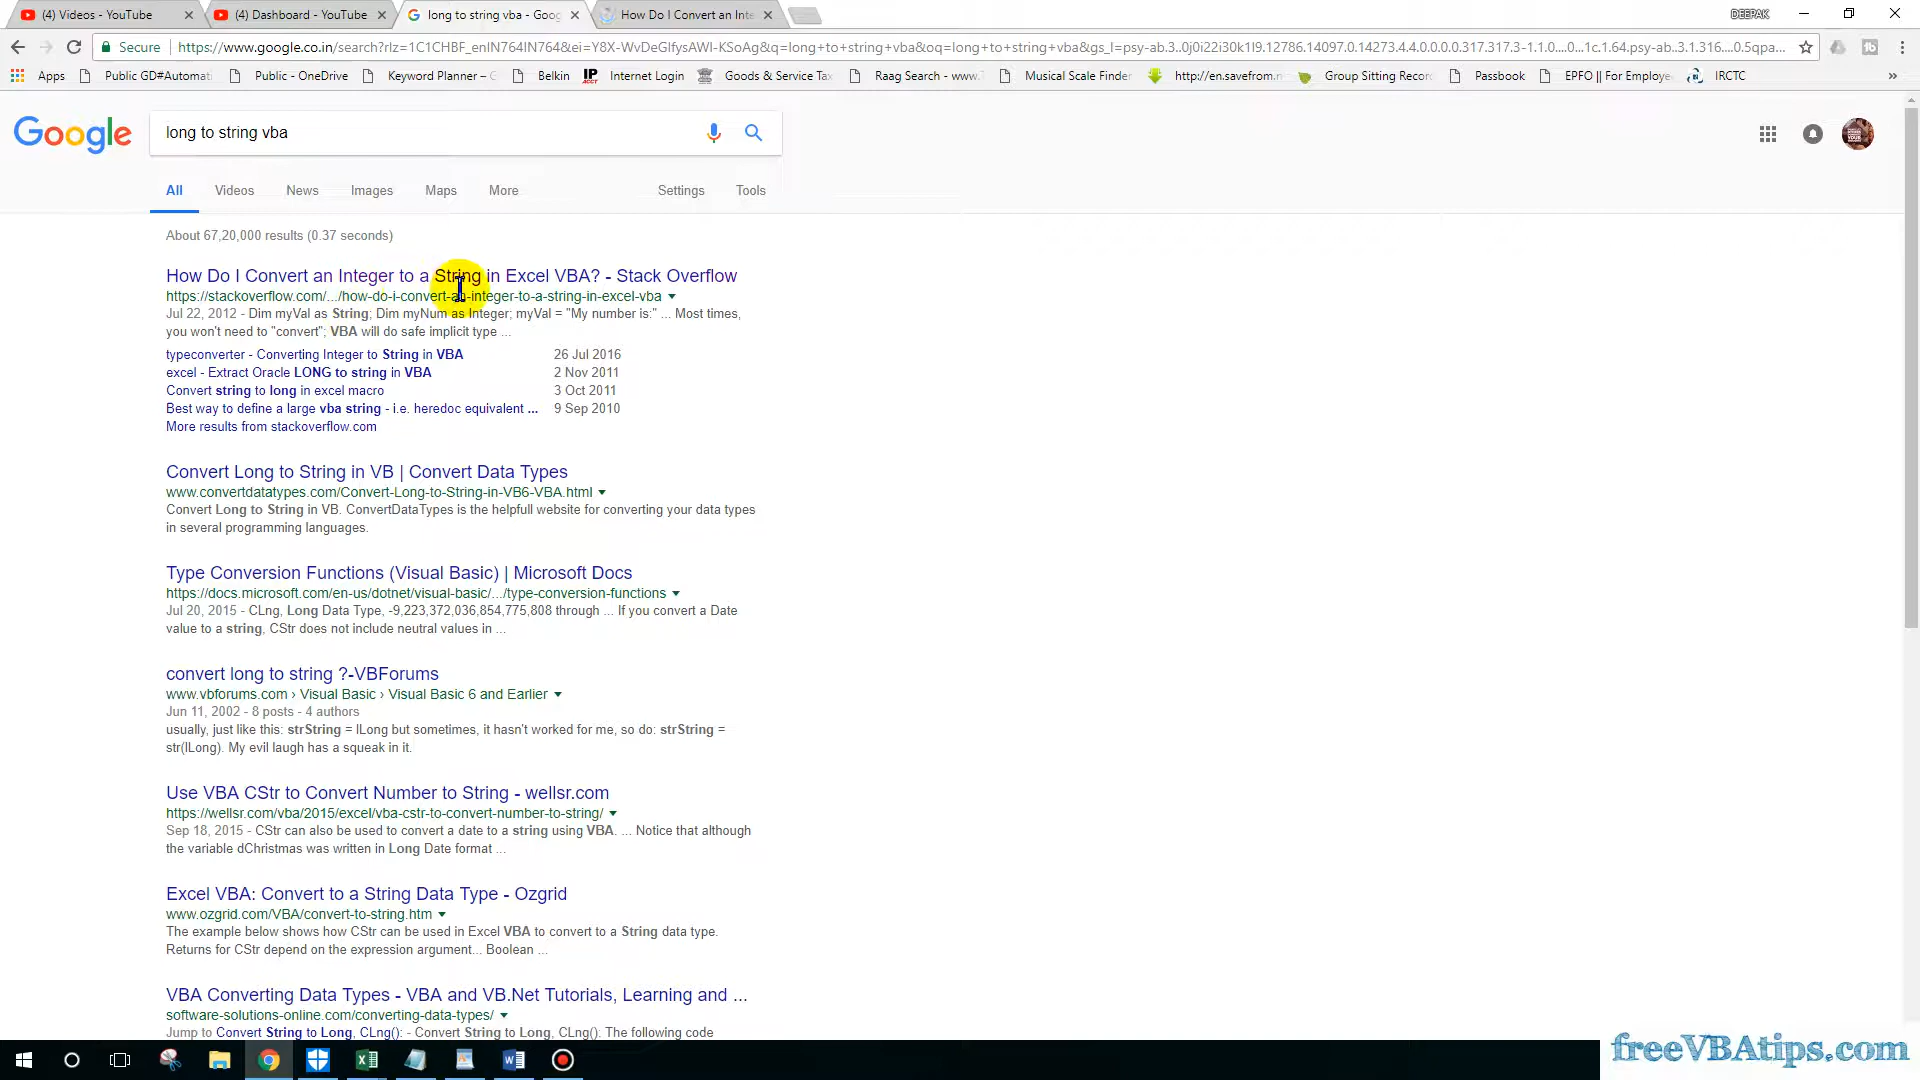 (4) Videos - YouTube
(4) Dashboard - YouTube
long to string vba - Goog
How Do I Convert an Inte
DEEPAK
Secure
https://www.google.co.in/search?rlz=1C1CHBF_enIN764IN764&ei=Y8X-WvDeGIfysAWI-KSoAg&q=long+to+string+vba&oq=long+to+string+vba&gs_l=psy-ab.3..0j0i22i30k1l9.12786.14097.0.14273.4.4.0.0.0.0.317.317.3-1.1.0....0...1c.1.64.psy-ab..3.1.316....0.5qpa...
Apps
Public GD#Automati
Public - OneDrive
Keyword Planner – G
Belkin
Internet Login
Goods & Service Tax
Raag Search - www.T
Musical Scale Finder
http://en.savefrom.n
Group Sitting Recor
Passbook
EPFO || For Employe
IRCTC
Google
long to string vba
All
Videos
News
Images
Maps
More
Settings
Tools
About 67,20,000 results (0.37 seconds)
How Do I Convert an Integer to a String in Excel VBA? - Stack Overflow
https://stackoverflow.com/.../how-do-i-convert-an-integer-to-a-string-in-excel-vba
Jul 22, 2012 - Dim myVal as String; Dim myNum as Integer; myVal = "My number is:" ... Most times,
you won't need to "convert"; VBA will do safe implicit type ...
typeconverter - Converting Integer to String in VBA 26 Jul 2016
excel - Extract Oracle LONG to string in VBA 2 Nov 2011
Convert string to long in excel macro 3 Oct 2011
Best way to define a large vba string - i.e. heredoc equivalent ... 9 Sep 2010
More results from stackoverflow.com
Convert Long to String in VB | Convert Data Types
www.convertdatatypes.com/Convert-Long-to-String-in-VB6-VBA.html
Convert Long to String in VB. ConvertDataTypes is the helpfull website for converting your data types
in several programming languages.
Type Conversion Functions (Visual Basic) | Microsoft Docs
https://docs.microsoft.com/en-us/dotnet/visual-basic/.../type-conversion-functions
Jul 20, 2015 - CLng, Long Data Type, -9,223,372,036,854,775,808 through ... If you convert a Date
value to a string, CStr does not include neutral values in ...
convert long to string ?-VBForums
www.vbforums.com › Visual Basic › Visual Basic 6 and Earlier
Jun 11, 2002 - 8 posts - 4 authors
usually, just like this: strString = lLong but sometimes, it hasn't worked for me, so do: strString =
str(lLong). My evil laugh has a squeak in it.
Use VBA CStr to Convert Number to String - wellsr.com
https://wellsr.com/vba/2015/excel/vba-cstr-to-convert-number-to-string/
Sep 18, 2015 - CStr can also be used to convert a date to a string using VBA. ... Notice that although
the variable dChristmas was written in Long Date format ...
Excel VBA: Convert to a String Data Type - Ozgrid
www.ozgrid.com/VBA/convert-to-string.htm
The example below shows how CStr can be used in Excel VBA to convert to a String data type.
Returns for CStr depend on the expression argument... Boolean ...
VBA Converting Data Types - VBA and VB.Net Tutorials, Learning and ...
software-solutions-online.com/converting-data-types/
Jump to Convert String to Long, CLng(): - Convert String to Long, CLng(): The following code
freeVBAtips.com